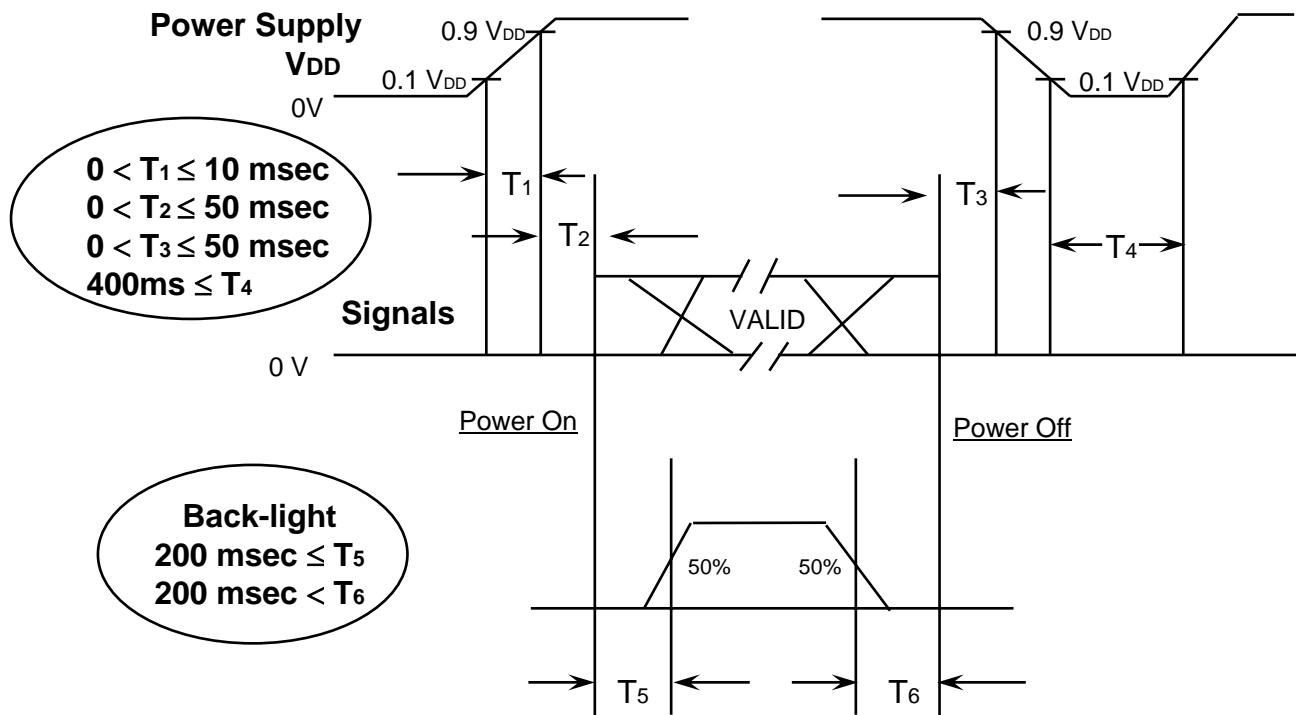 Power Supply
VDD
0.9 VDD
0.1 VDD
0V
0.9 VDD
0.1 VDD
0 < T1 ≤ 10 msec
0 < T2 ≤ 50 msec
0 < T3 ≤ 50 msec
400ms ≤ T4
T1
T2
T3
T4
Signals
VALID
0 V
Power On
Power Off
Back-light
200 msec ≤ T5
200 msec < T6
50%
50%
T5
T6